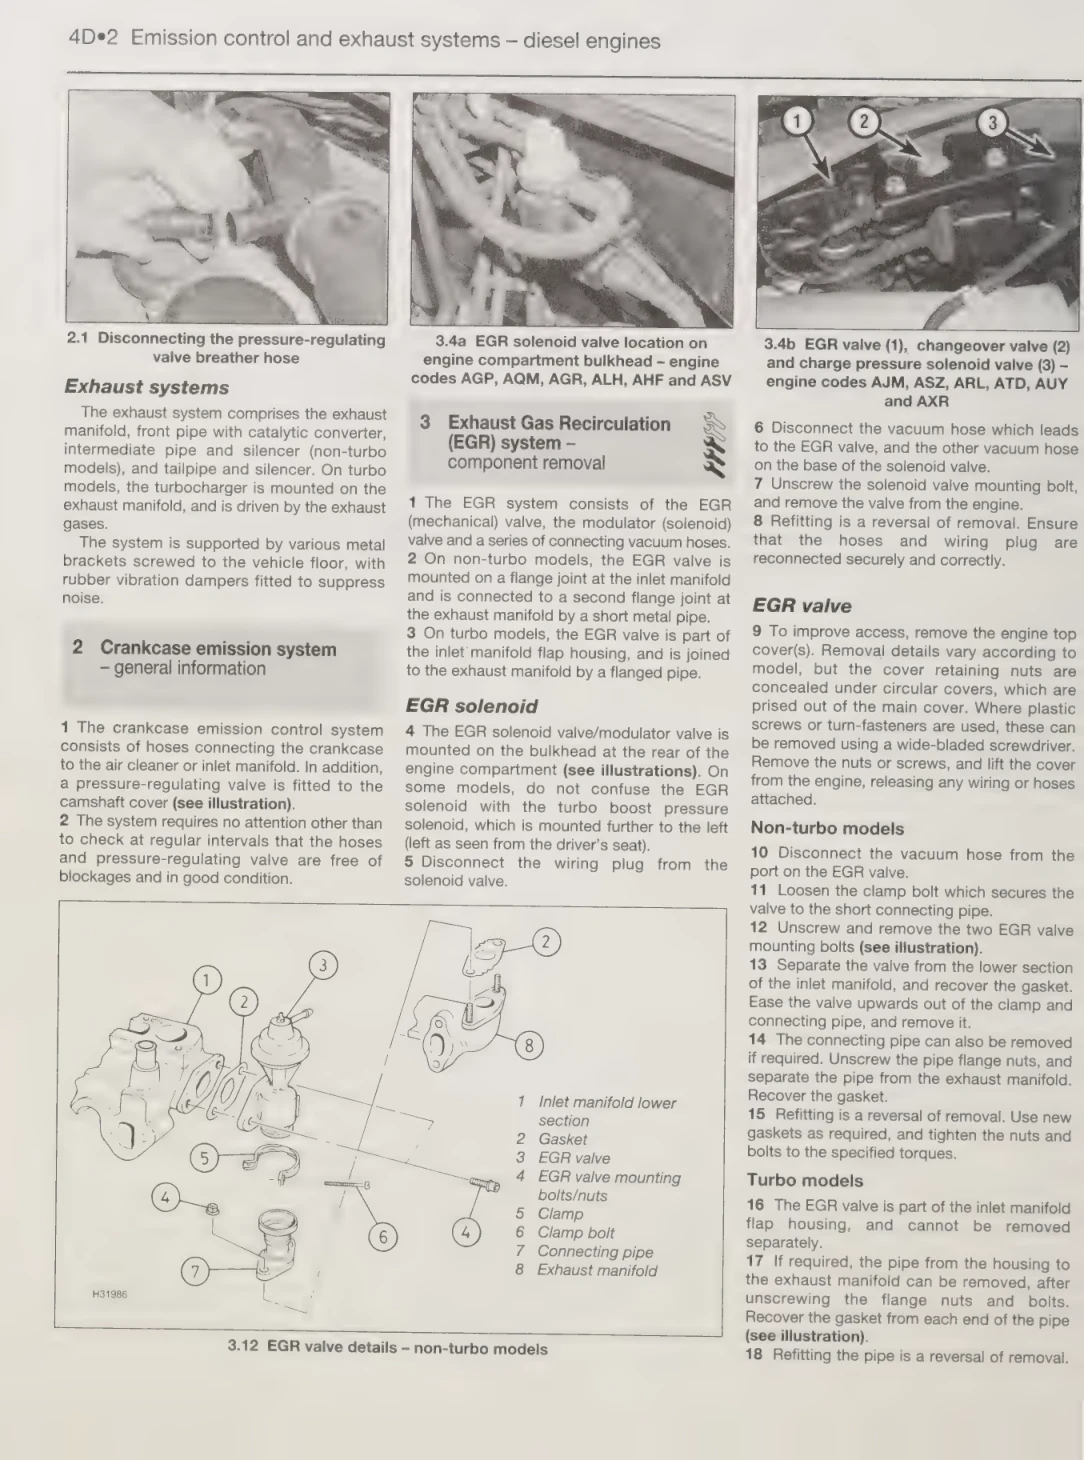 4D•2 Emission control and exhaust systems – diesel engines
2.1 Disconnecting the pressure-regulating
valve breather hose
Exhaust systems
The exhaust system comprises the exhaust
manifold, front pipe with catalytic converter,
intermediate pipe and silencer (non-turbo
models), and tailpipe and silencer. On turbo
models, the turbocharger is mounted on the
exhaust manifold, and is driven by the exhaust
gases.
The system is supported by various metal
brackets screwed to the vehicle floor, with
rubber vibration dampers fitted to suppress
noise.
2 Crankcase emission system
– general information
1 The crankcase emission control system
consists of hoses connecting the crankcase
to the air cleaner or inlet manifold. In addition,
a pressure-regulating valve is fitted to the
camshaft cover (see illustration).
2 The system requires no attention other than
to check at regular intervals that the hoses
and pressure-regulating valve are free of
blockages and in good condition.
3.4a EGR solenoid valve location on
engine compartment bulkhead – engine
codes AGP, AQM, AGR, ALH, AHF and ASV
3 Exhaust Gas Recirculation
(EGR) system –
component removal
1 The EGR system consists of the EGR
(mechanical) valve, the modulator (solenoid)
valve and a series of connecting vacuum hoses.
2 On non-turbo models, the EGR valve is
mounted on a flange joint at the inlet manifold
and is connected to a second flange joint at
the exhaust manifold by a short metal pipe.
3 On turbo models, the EGR valve is part of
the inlet manifold flap housing, and is joined
to the exhaust manifold by a flanged pipe.
EGR solenoid
4 The EGR solenoid valve/modulator valve is
mounted on the bulkhead at the rear of the
engine compartment (see illustrations). On
some models, do not confuse the EGR
solenoid with the turbo boost pressure
solenoid, which is mounted further to the left
(left as seen from the driver's seat).
5 Disconnect the wiring plug from the
solenoid valve.
1
2
3
3.4b EGR valve (1), changeover valve (2)
and charge pressure solenoid valve (3) –
engine codes AJM, ASZ, ARL, ATD, AUY
and AXR
6 Disconnect the vacuum hose which leads
to the EGR valve, and the other vacuum hose
on the base of the solenoid valve.
7 Unscrew the solenoid valve mounting bolt,
and remove the valve from the engine.
8 Refitting is a reversal of removal. Ensure
that the hoses and wiring plug are
reconnected securely and correctly.
EGR valve
9 To improve access, remove the engine top
cover(s). Removal details vary according to
model, but the cover retaining nuts are
concealed under circular covers, which are
prised out of the main cover. Where plastic
screws or turn-fasteners are used, these can
be removed using a wide-bladed screwdriver.
Remove the nuts or screws, and lift the cover
from the engine, releasing any wiring or hoses
attached.
Non-turbo models
10 Disconnect the vacuum hose from the
port on the EGR valve.
11 Loosen the clamp bolt which secures the
valve to the short connecting pipe.
12 Unscrew and remove the two EGR valve
mounting bolts (see illustration).
13 Separate the valve from the lower section
of the inlet manifold, and recover the gasket.
Ease the valve upwards out of the clamp and
connecting pipe, and remove it.
14 The connecting pipe can also be removed
if required. Unscrew the pipe flange nuts, and
separate the pipe from the exhaust manifold.
Recover the gasket.
15 Refitting is a reversal of removal. Use new
gaskets as required, and tighten the nuts and
bolts to the specified torques.
Turbo models
16 The EGR valve is part of the inlet manifold
flap housing, and cannot be removed
separately.
17 If required, the pipe from the housing to
the exhaust manifold can be removed, after
unscrewing the flange nuts and bolts.
Recover the gasket from each end of the pipe
(see illustration).
18 Refitting the pipe is a reversal of removal.
1
2
3
2
8
5
4
7
6
4
1 Inlet manifold lower
section
2 Gasket
3 EGR valve
4 EGR valve mounting
bolts/nuts
5 Clamp
6 Clamp bolt
7 Connecting pipe
8 Exhaust manifold
H31986
3.12 EGR valve details – non-turbo models